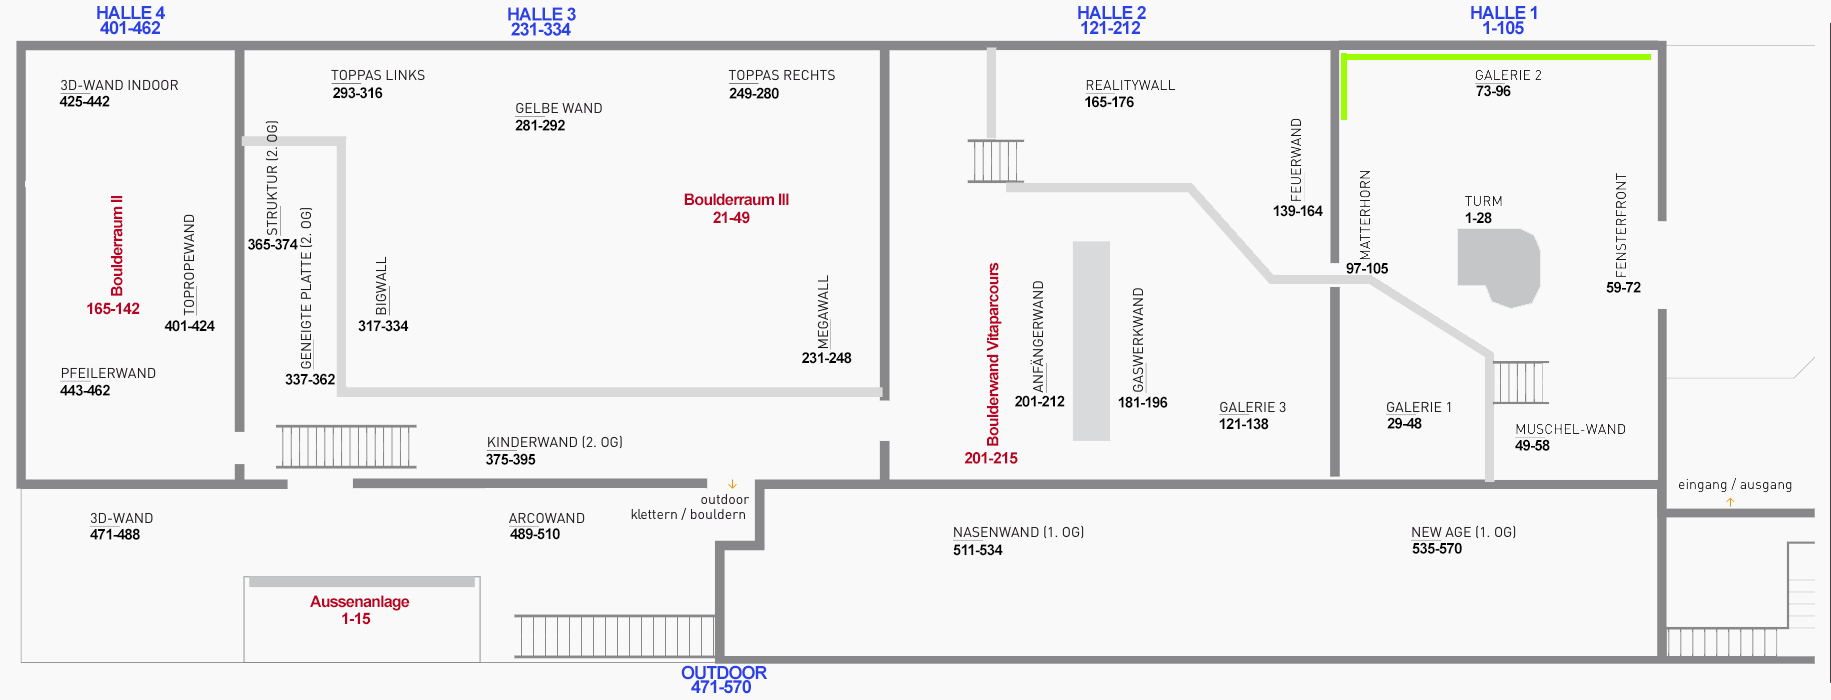 HALLE 4
401-462
HALLE 3
231-334
HALLE 2
121-212
HALLE 1
1-105
3D-WAND INDOOR
425-442
Boulderraum II
165-142
TOPROPEWAND
401-424
PFEILERWAND
443-462
TOPPAS LINKS
293-316
GELBE WAND
281-292
TOPPAS RECHTS
249-280
STRUKTUR (2. OG)
365-374
GENEIGTE PLATTE (2. OG)
337-362
BIGWALL
317-334
Boulderraum III
21-49
MEGAWALL
231-248
KINDERWAND (2. OG)
375-395
REALITYWALL
165-176
FEUERWAND
139-164
Boulderwand Vitaparcours
201-215
ANFÄNGERWAND
201-212
GASWERKWAND
181-196
GALERIE 3
121-138
GALERIE 2
73-96
MATTERHORN
97-105
TURM
1-28
FENSTERFRONT
59-72
GALERIE 1
29-48
MUSCHEL-WAND
49-58
eingang / ausgang
outdoor
klettern / bouldern
3D-WAND
471-488
ARCOWAND
489-510
Aussenanlage
1-15
NASENWAND (1. OG)
511-534
NEW AGE (1. OG)
535-570
OUTDOOR
471-570